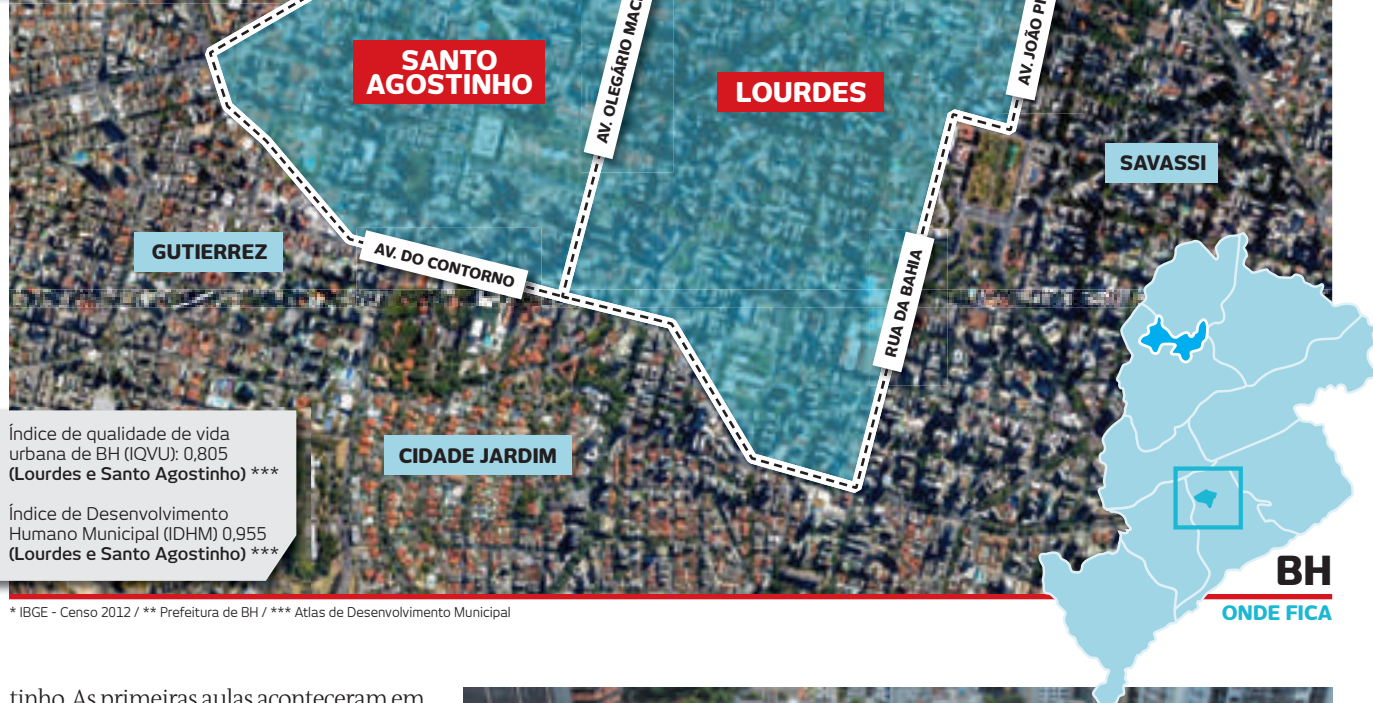 SANTO
AGOSTINHO
AV. OLEGÁRIO
LOURDES
AV. JOÃO
SAVASSI
GUTIERREZ
AV. DO CONTORNO
RUA DA BAHIA
CIDADE JARDIM
Índice de qualidade de vida
urbana de BH (IQVU): 0,805
(Lourdes e Santo Agostinho) ***
Índice de Desenvolvimento
Humano Municipal (IDHM) 0,955
(Lourdes e Santo Agostinho) ***
BH
ONDE FICA
* IBGE - Censo 2012 / ** Prefeitura de BH / *** Atlas de Desenvolvimento Municipal
tinho. As primeiras aulas aconteceram em